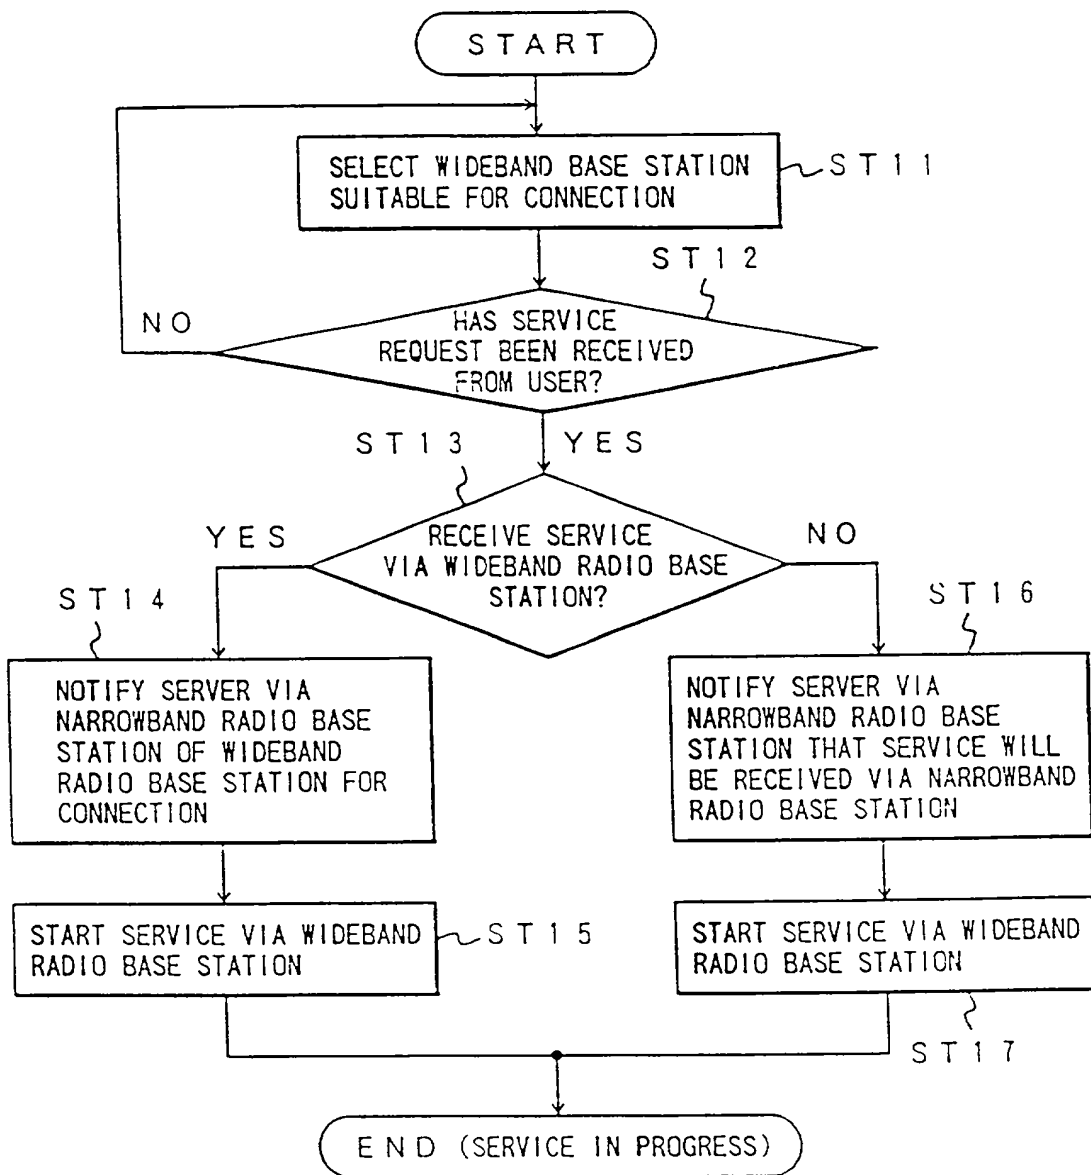 START
SELECT WIDEBAND BASE STATION
SUITABLE FOR CONNECTION
ST11
ST12
NO
HAS SERVICE
REQUEST BEEN RECEIVED
FROM USER?
ST13
YES
YES
RECEIVE SERVICE
VIA WIDEBAND RADIO BASE
STATION?
NO
ST14
ST16
NOTIFY SERVER VIA
NARROWBAND RADIO BASE
STATION OF WIDEBAND
RADIO BASE STATION FOR
CONNECTION
NOTIFY SERVER VIA
NARROWBAND RADIO BASE
STATION THAT SERVICE WILL
BE RECEIVED VIA NARROWBAND
RADIO BASE STATION
START SERVICE VIA WIDEBAND
RADIO BASE STATION
ST15
START SERVICE VIA WIDEBAND
RADIO BASE STATION
ST17
END (SERVICE IN PROGRESS)